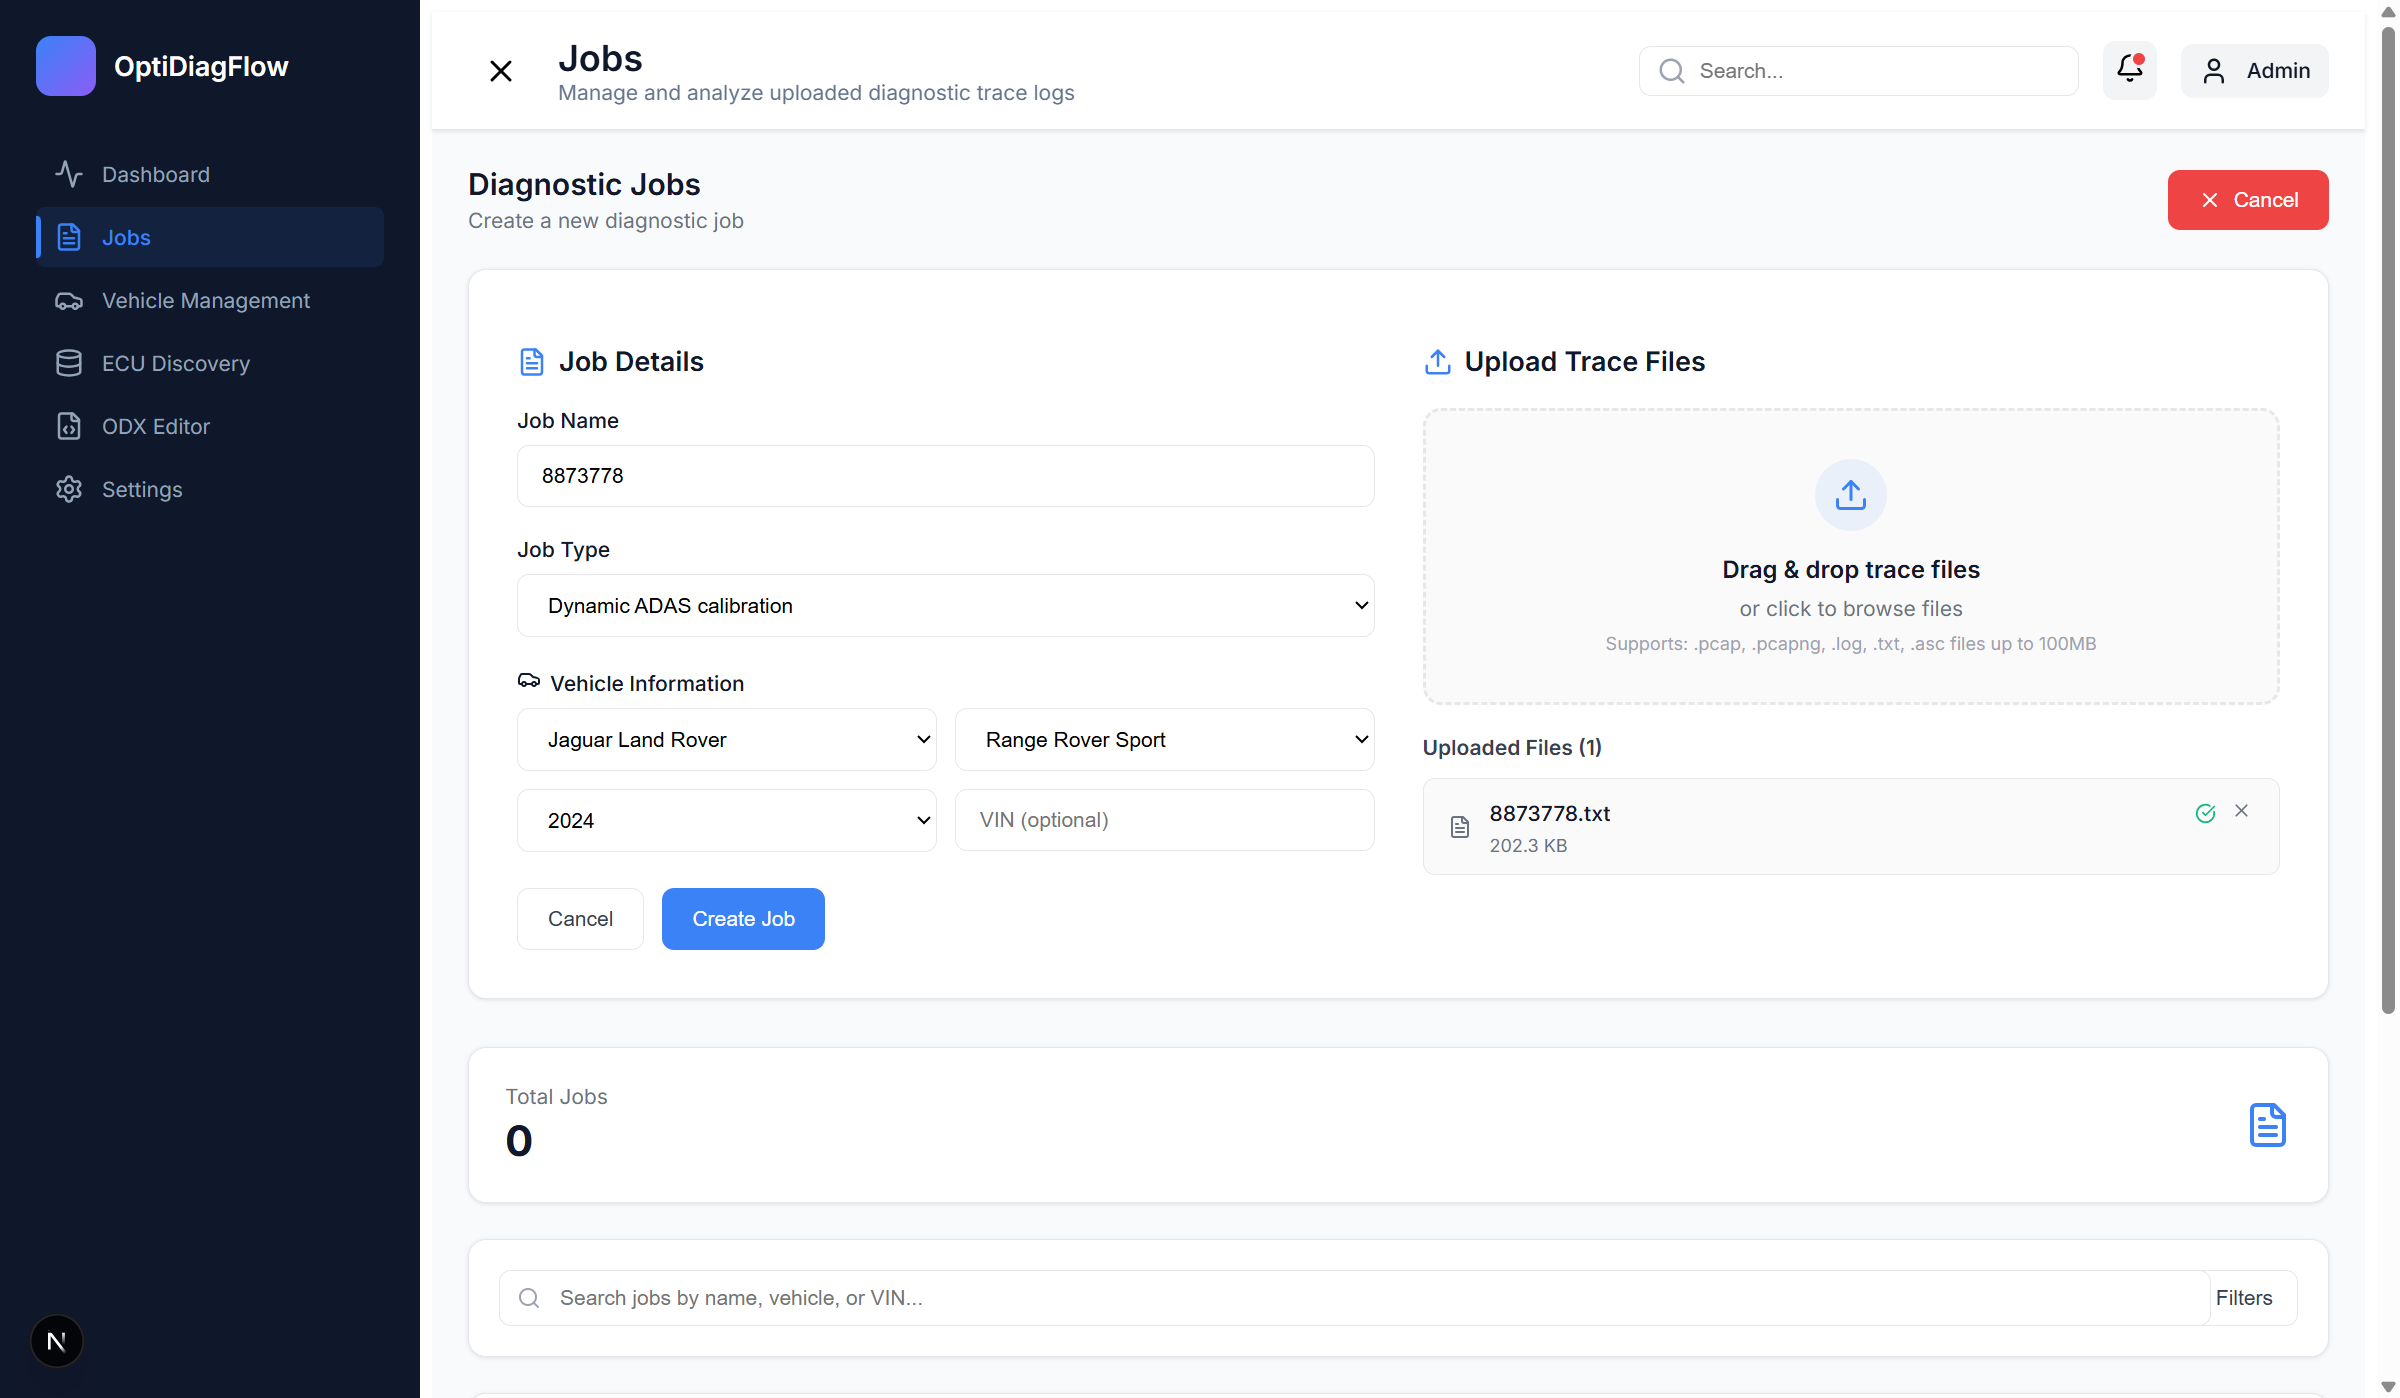 OptiDiagFlow
Dashboard
Jobs
Vehicle Management
ECU Discovery
ODX Editor
Settings
N
Jobs
Manage and analyze uploaded diagnostic trace logs
Search...
Admin
Diagnostic Jobs
Create a new diagnostic job
Cancel
Job Details
Job Name
8873778
Job Type
Dynamic ADAS calibration
Vehicle Information
Jaguar Land Rover
Range Rover Sport
2024
VIN (optional)
Cancel
Create Job
Upload Trace Files
Drag & drop trace files
or click to browse files
Supports: .pcap, .pcapng, .log, .txt, .asc files up to 100MB
Uploaded Files (1)
8873778.txt
202.3 KB
Total Jobs
0
Search jobs by name, vehicle, or VIN...
Filters